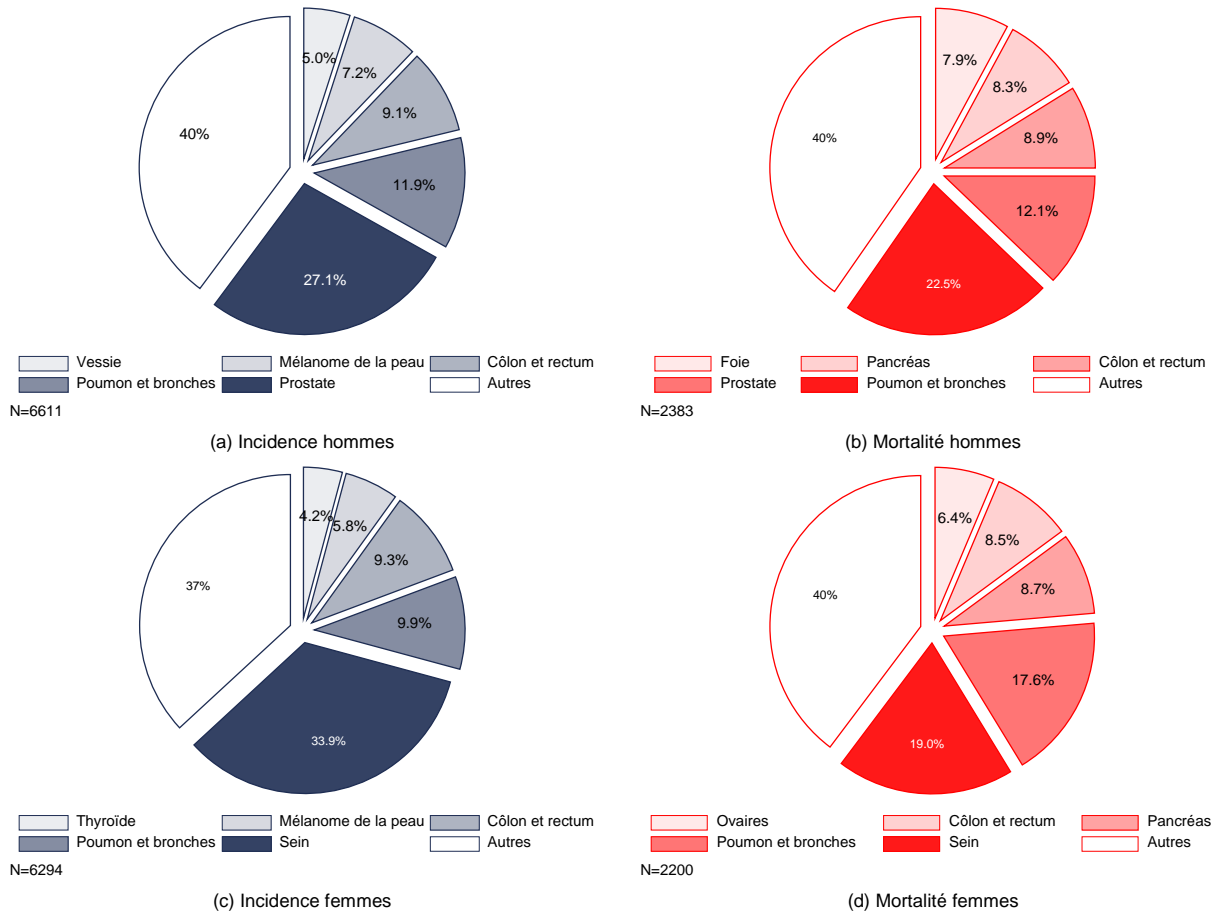 5.0%
7.2%
9.1%
11.9%
27.1%
40%
Vessie Mélanome de la peau Côlon et rectum
Poumon et bronches Prostate Autres
N=6611
(a) Incidence hommes
7.9%
8.3%
8.9%
12.1%
22.5%
40%
Foie Pancréas Côlon et rectum
Prostate Poumon et bronches Autres
N=2383
(b) Mortalité hommes
4.2%
5.8%
9.3%
9.9%
33.9%
37%
Thyroïde Mélanome de la peau Côlon et rectum
Poumon et bronches Sein Autres
N=6294
(c) Incidence femmes
6.4%
8.5%
8.7%
17.6%
19.0%
40%
Ovaires Côlon et rectum Pancréas
Poumon et bronches Sein Autres
N=2200
(d) Mortalité femmes